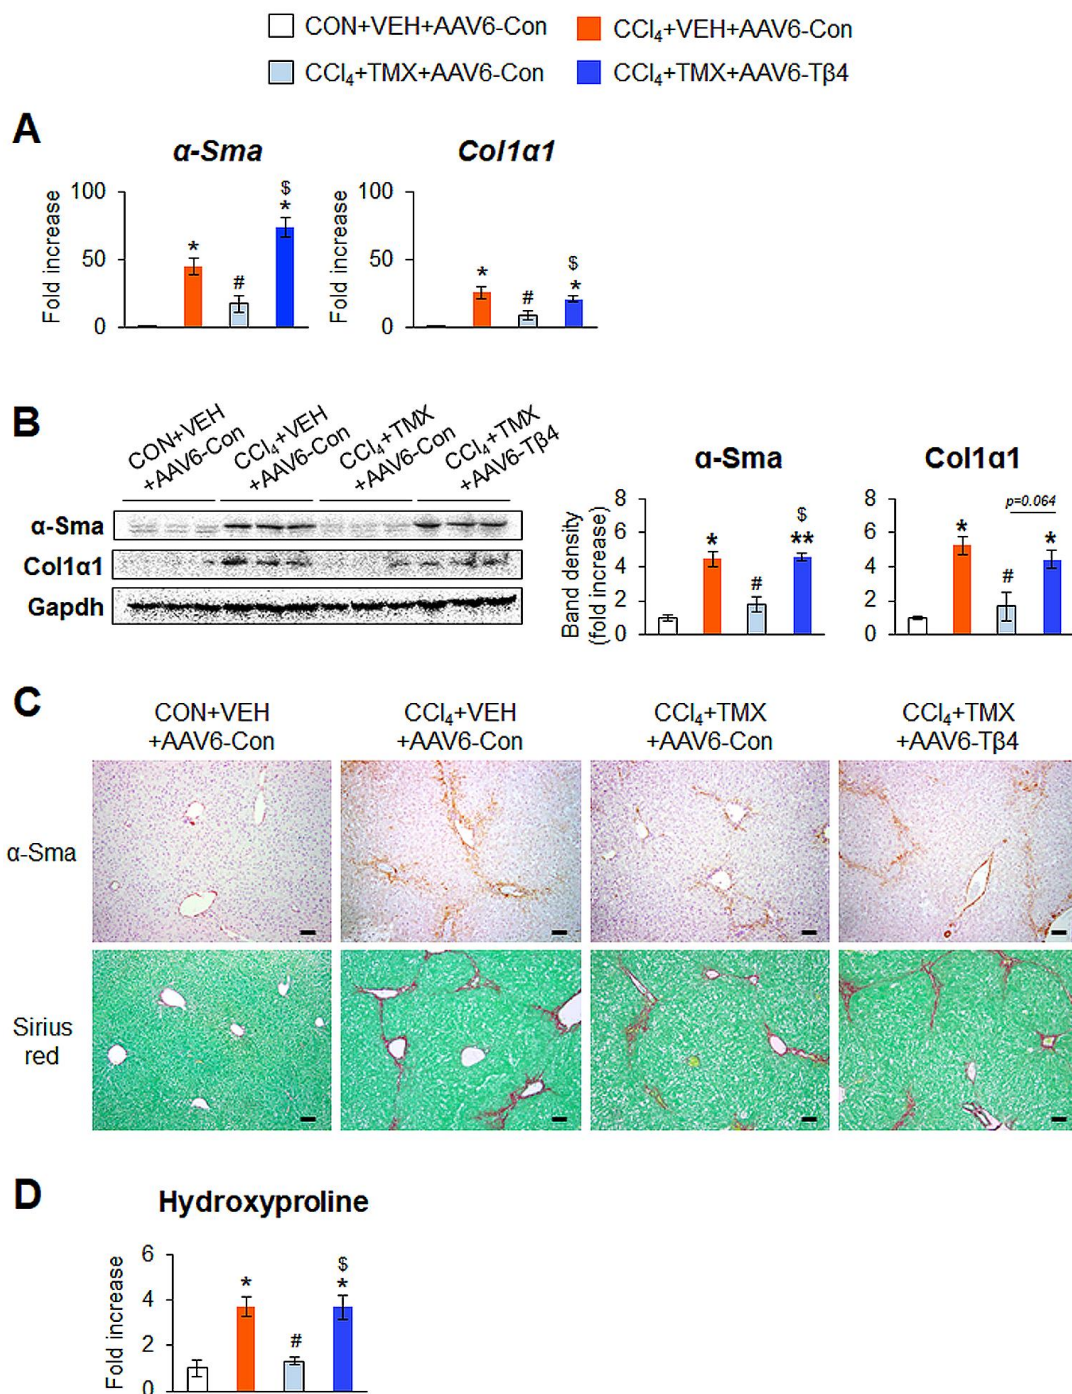 CON+VEH+AAV6-Con
CCl₄+VEH+AAV6-Con
CCl₄+TMX+AAV6-Con
CCl₄+TMX+AAV6-Tβ4
A
α-Sma
Fold increase
100
50
0
*
#
$
*
Col1α1
Fold increase
100
50
0
*
#
$
*
B
CON+VEH
+AAV6-Con
CCl₄+VEH
+AAV6-Con
CCl₄+TMX
+AAV6-Con
CCl₄+TMX
+AAV6-Tβ4
α-Sma
Col1α1
Gapdh
α-Sma
Band density
(fold increase)
8
6
4
2
0
*
#
$
**
Col1α1
8
6
4
2
0
*
#
p=0.064
*
C
CON+VEH
+AAV6-Con
CCl₄+VEH
+AAV6-Con
CCl₄+TMX
+AAV6-Con
CCl₄+TMX
+AAV6-Tβ4
α-Sma
Sirius
red
D
Hydroxyproline
Fold increase
6
4
2
0
*
#
$
*